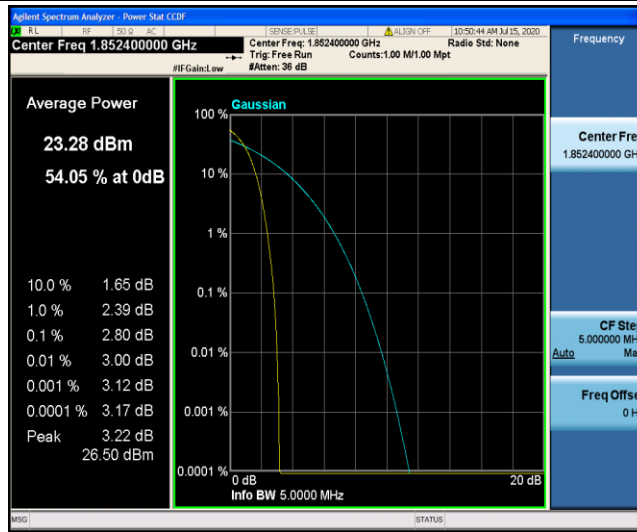 Agilent Spectrum Analyzer - Power Stat CCDF
RL RF 50 Ω AC SENSE:PULSE ALIGN OFF 10:50:44 AM Jul 15, 2020
Center Freq 1.852400000 GHz
Center Freq: 1.852400000 GHz Radio Std: None
Trig: Free Run Counts:1.00 M/1.00 Mpt
#IFGain:Low #Atten: 36 dB
Frequency
Average Power
23.28 dBm
54.05 % at 0dB
10.0 % 1.65 dB
1.0 % 2.39 dB
0.1 % 2.80 dB
0.01 % 3.00 dB
0.001 % 3.12 dB
0.0001 % 3.17 dB
Peak 3.22 dB
26.50 dBm
Gaussian
100 %
10 %
1 %
0.1 %
0.01 %
0.001 %
0.0001 %
0 dB 20 dB
Info BW 5.0000 MHz
Center Fre
1.852400000 GH
CF Ste
5.000000 MH
Auto Ma
Freq Offse
0 H
MSG STATUS